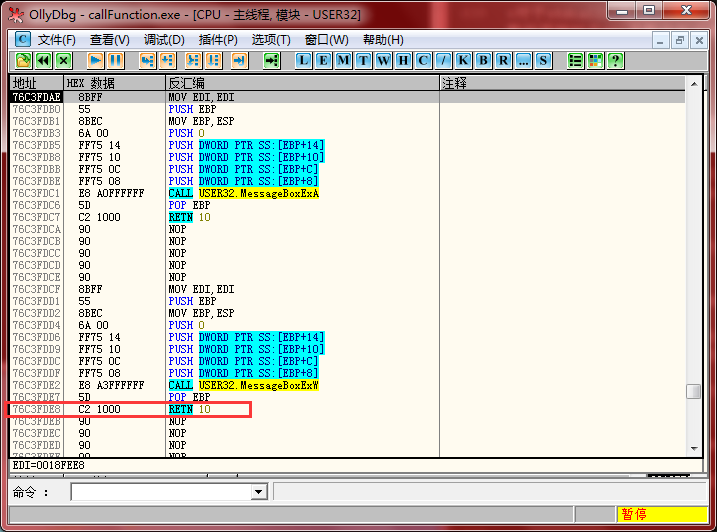 OllyDbg - callFunction.exe - [CPU - 主线程, 模块 - USER32]
C 文件(F) 查看(V) 调试(D) 插件(P) 选项(T) 窗口(W) 帮助(H)
L E M T W H C / K B R ... S ?
地址 HEX 数据 反汇编 注释
76C3FDAE 8BFF MOV EDI,EDI
76C3FDB0 55 PUSH EBP
76C3FDB1 8BEC MOV EBP,ESP
76C3FDB3 6A 00 PUSH 0
76C3FDB5 FF75 14 PUSH DWORD PTR SS:[EBP+14]
76C3FDB8 FF75 10 PUSH DWORD PTR SS:[EBP+10]
76C3FDBB FF75 0C PUSH DWORD PTR SS:[EBP+C]
76C3FDBE FF75 08 PUSH DWORD PTR SS:[EBP+8]
76C3FDC1 E8 A0FFFFFF CALL USER32.MessageBoxExA
76C3FDC6 5D POP EBP
76C3FDC7 C2 1000 RETN 10
76C3FDCA 90 NOP
76C3FDCB 90 NOP
76C3FDCC 90 NOP
76C3FDCD 90 NOP
76C3FDCE 90 NOP
76C3FDCF 8BFF MOV EDI,EDI
76C3FDD1 55 PUSH EBP
76C3FDD2 8BEC MOV EBP,ESP
76C3FDD4 6A 00 PUSH 0
76C3FDD6 FF75 14 PUSH DWORD PTR SS:[EBP+14]
76C3FDD9 FF75 10 PUSH DWORD PTR SS:[EBP+10]
76C3FDDC FF75 0C PUSH DWORD PTR SS:[EBP+C]
76C3FDDF FF75 08 PUSH DWORD PTR SS:[EBP+8]
76C3FDE2 E8 A3FFFFFF CALL USER32.MessageBoxExW
76C3FDE7 5D POP EBP
76C3FDE8 C2 1000 RETN 10
76C3FDEB 90 NOP
76C3FDEC 90 NOP
76C3FDED 90 NOP
76C3FDEE 90 NOP
EDI=0018FEE8
命令 :
暂停